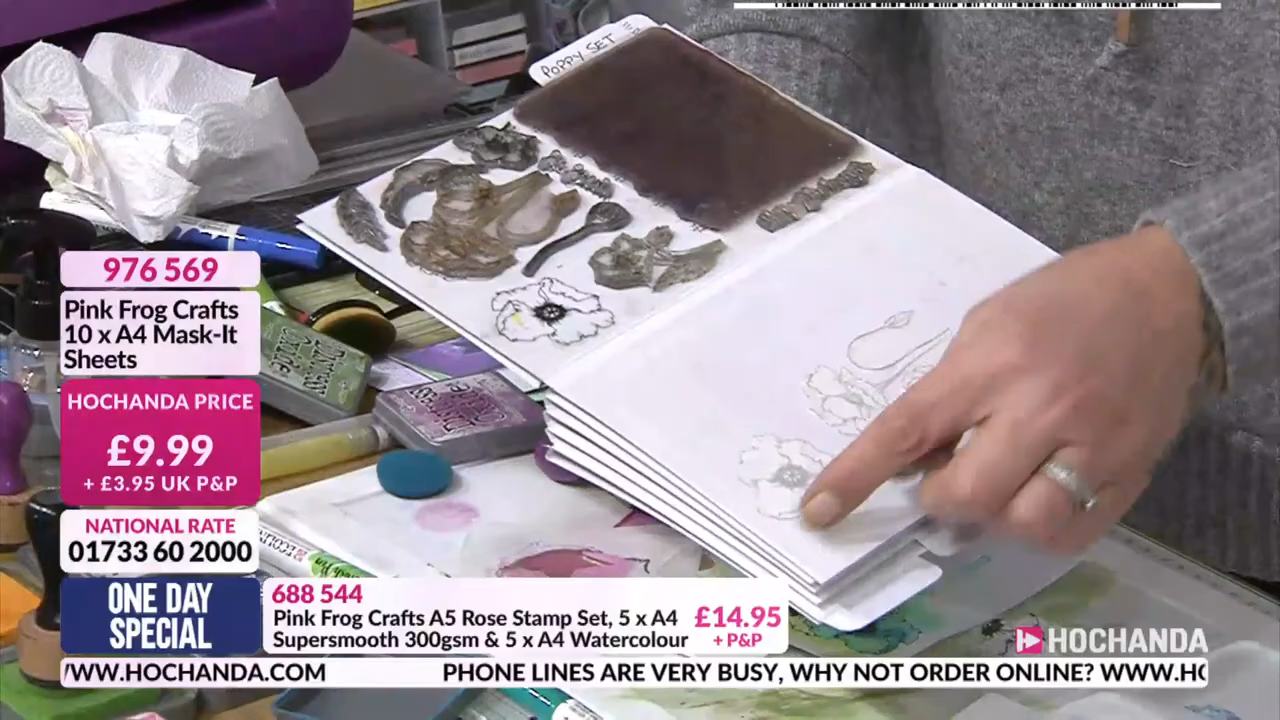 POPPY SET
976 569
Pink Frog Crafts
10 x A4 Mask-It
Sheets
HOCHANDA PRICE
£9.99
+ £3.95 UK P&P
NATIONAL RATE
01733 60 2000
ONE DAY
SPECIAL
688 544
Pink Frog Crafts A5 Rose Stamp Set, 5 x A4
Supersmooth 300gsm & 5 x A4 Watercolour
£14.95
+ P&P
HOCHANDA
/WW.HOCHANDA.COM PHONE LINES ARE VERY BUSY, WHY NOT ORDER ONLINE? WWW.HO